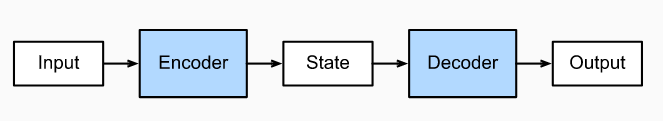 Input
Encoder
State
Decoder
Output